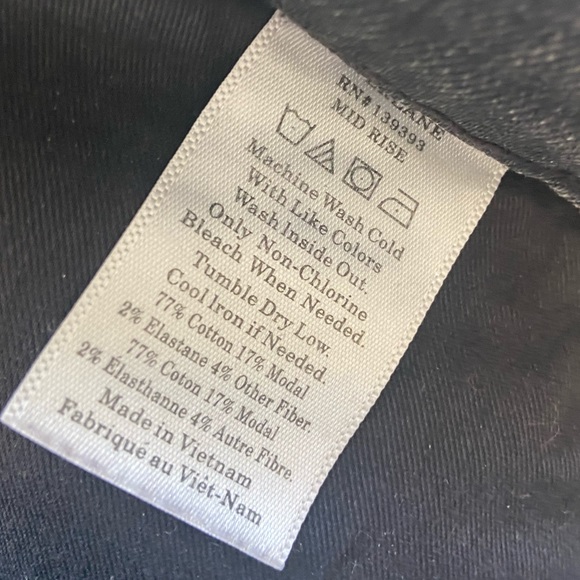 LANE
RN# 139393
MID RISE
Machine Wash Cold
With Like Colors
Wash Inside Out.
Only Non-Chlorine
Bleach When Needed.
Tumble Dry Low.
Cool Iron if Needed.
77% Cotton 17% Modal
2% Elastane 4% Other Fiber
77% Coton 17% Modal
2% Élasthanne 4% Autre Fibre.
Made in Vietnam
Fabriqué au Viêt-Nam